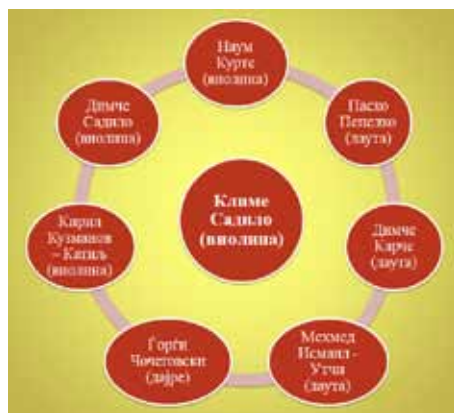 Наум
Курте
(виолина)
Пасхо
Пепелко
(лаута)
Димче
Карче
(лаута)
Мехмед
Исмаил -
Утча
(лаута)
Ѓорѓи
Чочетовски
(дајре)
Кирил
Кузманов
– Катиљ
(виолина)
Димче
Садило
(виолина)
Климе
Садило
(виолина)